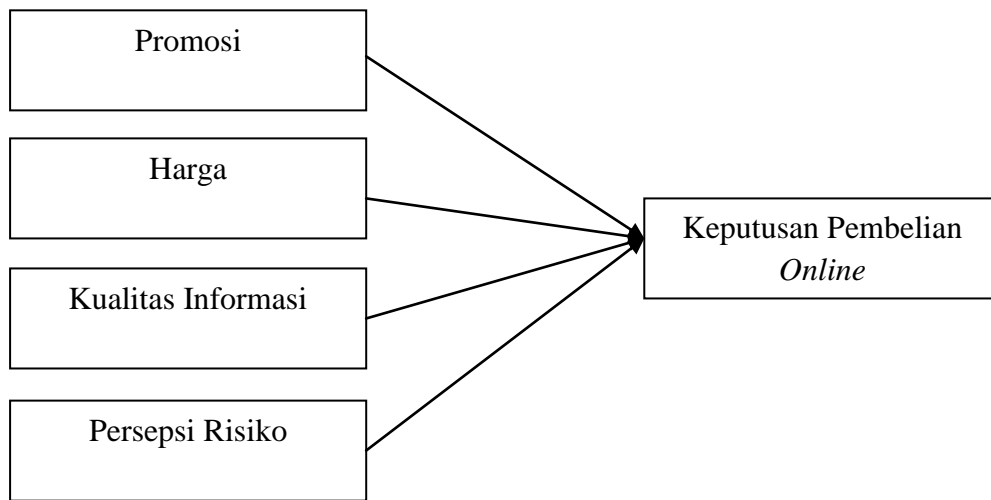 Promosi
Harga
Kualitas Informasi
Persepsi Risiko
Keputusan Pembelian
Online